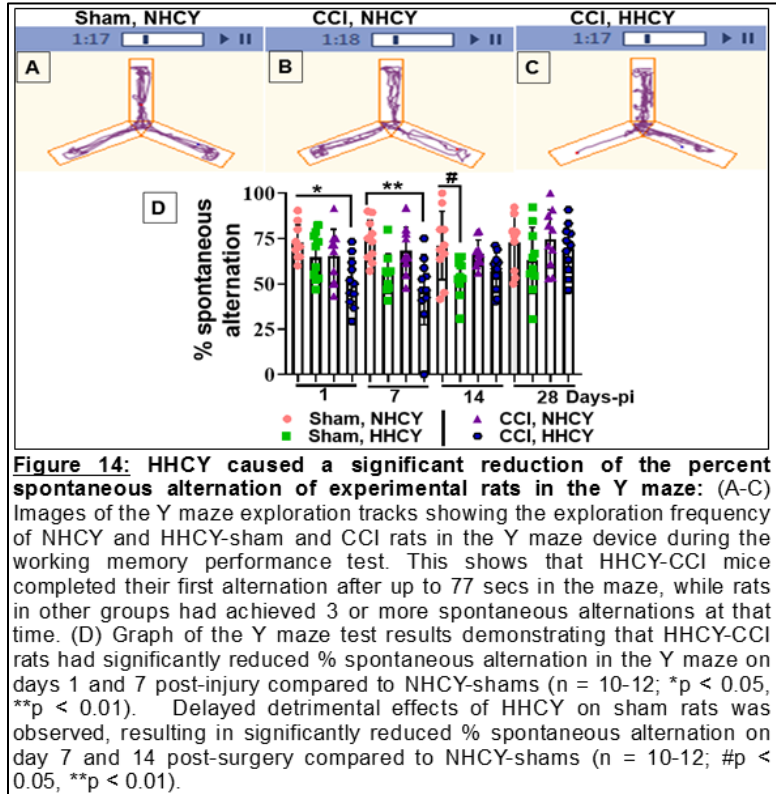 Sham, NHCY CCI, NHCY CCI, HHCY
1:17 1:18 1:17
A B C
D
% spontaneous
alternation
100
75
50
25
0
* ** #
1 7 14 28 Days-pi
Sham, NHCY CCI, NHCY
Sham, HHCY CCI, HHCY
Figure 14: HHCY caused a significant reduction of the percent
spontaneous alternation of experimental rats in the Y maze: (A-C)
Images of the Y maze exploration tracks showing the exploration frequency
of NHCY and HHCY-sham and CCI rats in the Y maze device during the
working memory performance test. This shows that HHCY-CCI mice
completed their first alternation after up to 77 secs in the maze, while rats
in other groups had achieved 3 or more spontaneous alternations at that
time. (D) Graph of the Y maze test results demonstrating that HHCY-CCI
rats had significantly reduced % spontaneous alternation in the Y maze on
days 1 and 7 post-injury compared to NHCY-shams (n = 10-12; *p < 0.05,
**p < 0.01). Delayed detrimental effects of HHCY on sham rats was
observed, resulting in significantly reduced % spontaneous alternation on
day 7 and 14 post-surgery compared to NHCY-shams (n = 10-12; #p <
0.05, **p < 0.01).